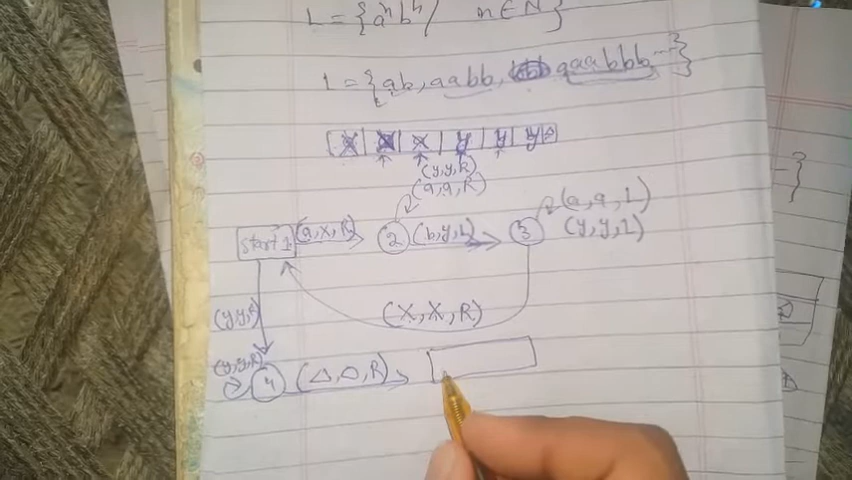 L = {aⁿbⁿ / n ∈ N}
L = {ab, aabb, aaabbb, ...}
X X X y y y Δ
(y,y,R)
(a,a,R) (a,a,L)
Start 1 (a,X,R) 2 (b,y,L) 3 (y,y,L)
(y,y,R) (X,X,R)
(y,y,R) 4 (Δ,Δ,R)